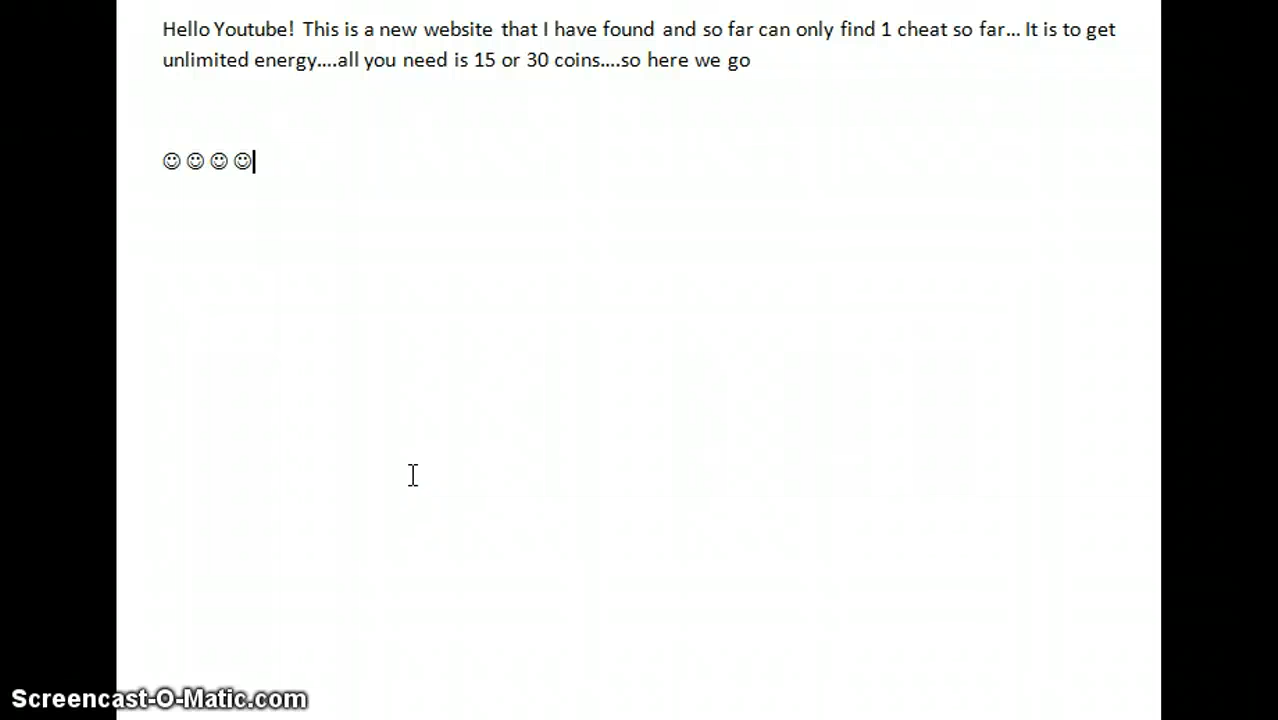 Hello Youtube! This is a new website that I have found and so far can only find 1 cheat so far... It is to get
unlimited energy....all you need is 15 or 30 coins....so here we go
☺ ☺ ☺ ☺
Screencast-O-Matic.com